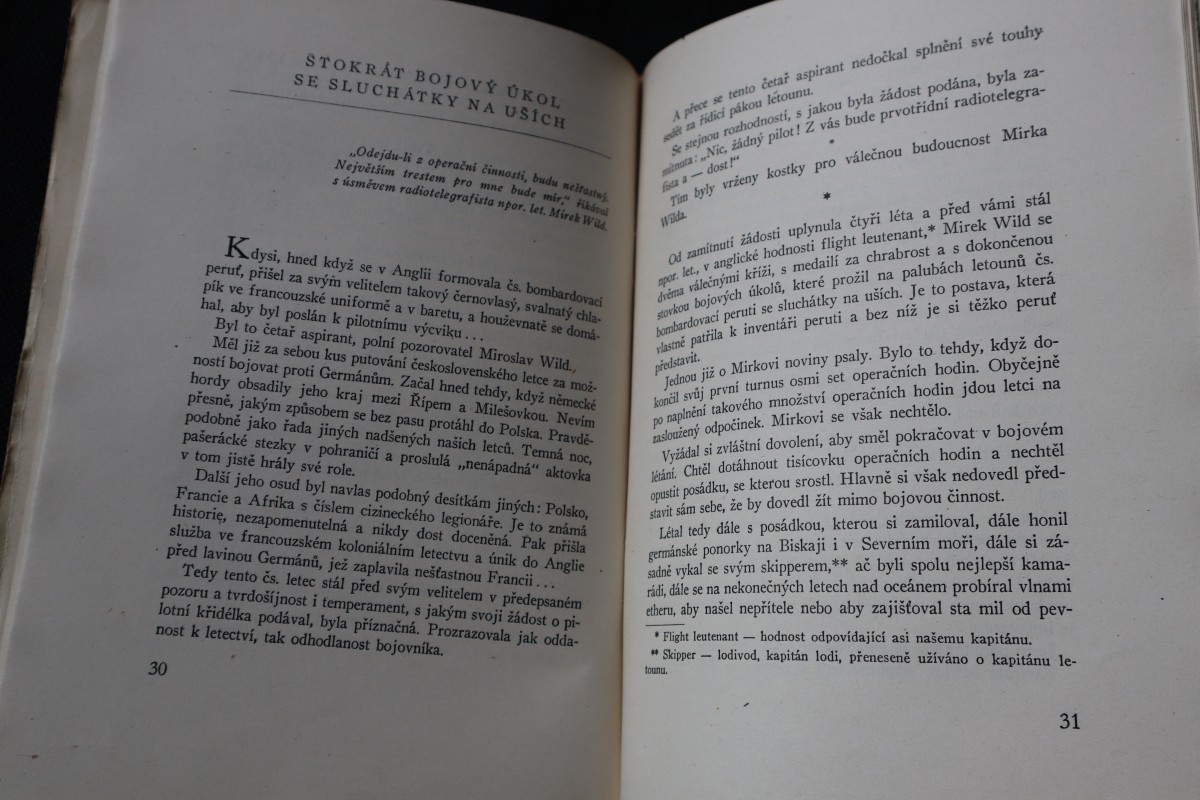 STOKRÁT BOJOVÝ ÚKOL
SE SLUCHÁTKY NA UŠÍCH
„Odejdu-li z operační činnosti, budu nešťastný.
Největším trestem pro mne bude mír,“ říkával
s úsměvem radiotelegrafista npor. let. Mirek Wild.
Kdysi, hned když se v Anglii formovala čs. bombardovací
peruť, přišel za svým velitelem takový černovlasý, svalnatý chla-
pík ve francouzské uniformě a v baretu, a houževnatě se domá-
hal, aby byl poslán k pilotnímu výcviku...
Byl to četař aspirant, polní pozorovatel Miroslav Wild.
Měl již za sebou kus putování československého letce za mož-
ností bojovat proti Germánům. Začal hned tehdy, když německé
hordy obsadily jeho kraj mezi Řípem a Milešovkou. Nevím
přesně, jakým způsobem se bez pasu protáhl do Polska. Pravdě-
podobně jako řada jiných nadšených našich letců. Temná noc,
pašerácké stezky v pohraničí a proslulá „nenápadná“ aktovka
v tom jistě hrály své role.
Další jeho osud byl navlas podobný desítkám jiných: Polsko,
Francie a Afrika s číslem cizineckého legionáře. Je to známá
historie, nezapomenutelná a nikdy dost doceněná. Pak přišla
služba ve francouzském koloniálním letectvu a únik do Anglie
před lavinou Germánů, jež zaplavila nešťastnou Francii...
Tedy tento čs. letec stál před svým velitelem v předepsaném
pozoru a tvrdošíjnost i temperament, s jakým svoji žádost o pi-
lotní křidélka podával, byla příznačná. Prozrazovala jak odda-
nost k letectví, tak odhodlanost bojovníka.
30
A přece se tento četař aspirant nedočkal splnění své touhy
sedět za řídicí pákou letounu.
Se stejnou rozhodností, s jakou byla žádost podána, byla za-
mítnuta: „Nic, žádný pilot! Z vás bude prvotřídní radiotelegra-
fista a — dost!“
Tím byly vrženy kostky pro válečnou budoucnost Mirka
Wilda.
*
Od zamítnutí žádosti uplynula čtyři léta a před vámi stál
npor. let., v anglické hodnosti flight leutenant,* Mirek Wild se
dvěma válečnými kříži, s medailí za chrabrost a s dokončenou
stovkou bojových úkolů, které prožil na palubách letounů čs.
bombardovací peruti se sluchátky na uších. Je to postava, která
vlastně patřila k inventáři peruti a bez níž je si těžko peruť
představit.
Jednou již o Mirkovi noviny psaly. Bylo to tehdy, když do-
končil svůj první turnus osmi set operačních hodin. Obyčejně
po naplnění takového množství operačních hodin jdou letci na
zasloužený odpočinek. Mirkovi se však nechtělo.
Vyžádal si zvláštní dovolení, aby směl pokračovat v bojovém
létání. Chtěl dotáhnout tisícovku operačních hodin a nechtěl
opustit posádku, se kterou srostl. Hlavně si však nedovedl před-
stavit sám sebe, že by dovedl žít mimo bojovou činnost.
Létal tedy dále s posádkou, kterou si zamiloval, dále honil
germánské ponorky na Biskaji i v Severním moři, dále si zá-
sadně vykal se svým skipperem,** ač byli spolu nejlepší kama-
rádi, dále se na nekonečných letech nad oceánem probíral vlnami
etheru, aby našel nepřítele nebo aby zajišťoval sta mil od pev-
* Flight leutenant — hodnost odpovídající asi našemu kapitánu.
** Skipper — lodivod, kapitán lodi, přeneseně užíváno o kapitánu le-
tounu.
31